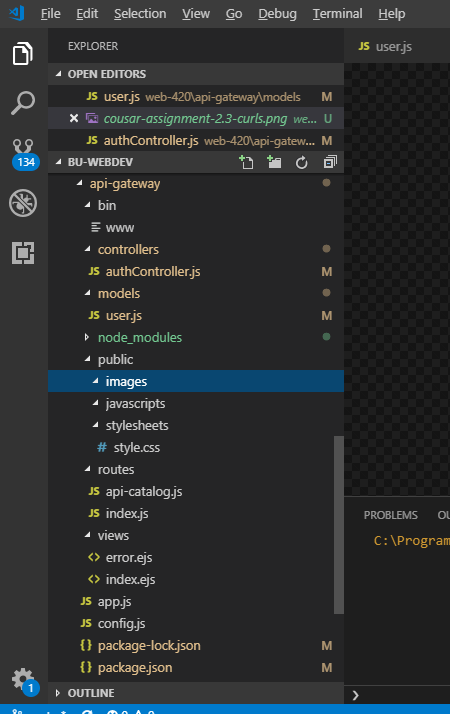 File Edit Selection View Go Debug Terminal Help
EXPLORER
user.js
OPEN EDITORS
JS user.js web-420\api-gateway\models M
cousar-assignment-2.3-curls.png we... U
JS authController.js web-420\api-gatew... M
134
BU-WEBDEV
api-gateway
bin
www
controllers
JS authController.js M
models
JS user.js M
node_modules
public
images
javascripts
stylesheets
# style.css
routes
JS api-catalog.js
JS index.js
views
<> error.ejs
<> index.ejs
JS app.js
JS config.js
{ } package-lock.json M
{ } package.json M
OUTLINE
1
JS
PROBLEMS OU
C:\Program